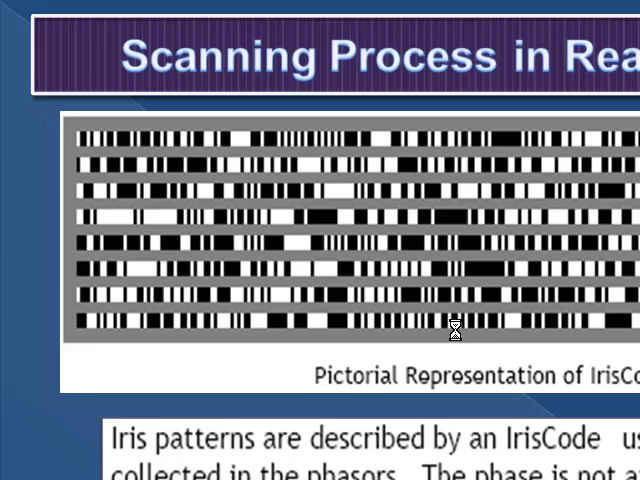 Scanning Process in Rea
Pictorial Representation of IrisCo
Iris patterns are described by an IrisCode us
collected in the phasors. The phase is not a